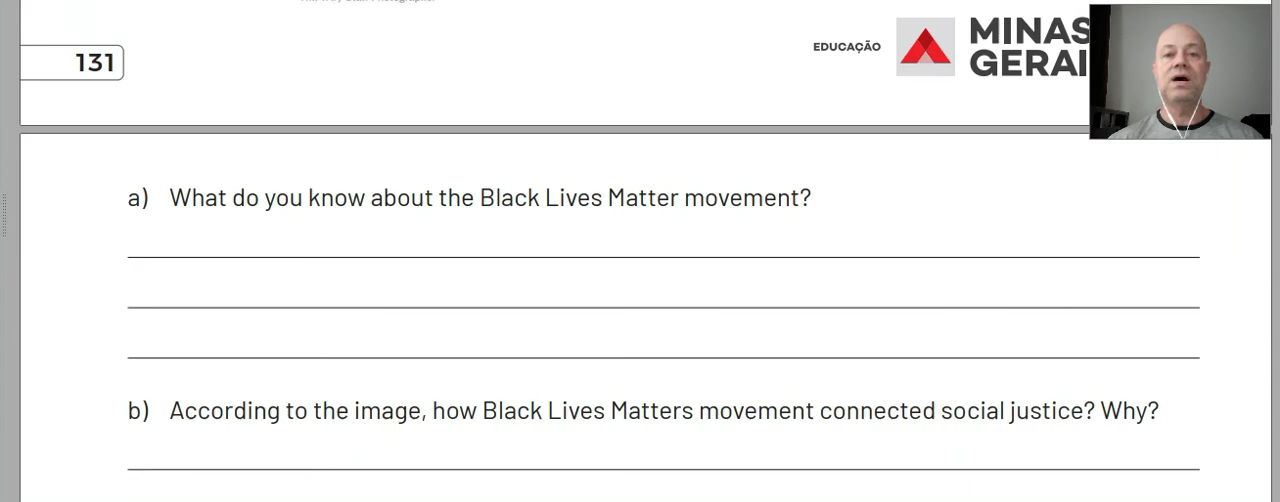 131
EDUCAÇÃO
MINAS
GERAI
a) What do you know about the Black Lives Matter movement?
b) According to the image, how Black Lives Matters movement connected social justice? Why?